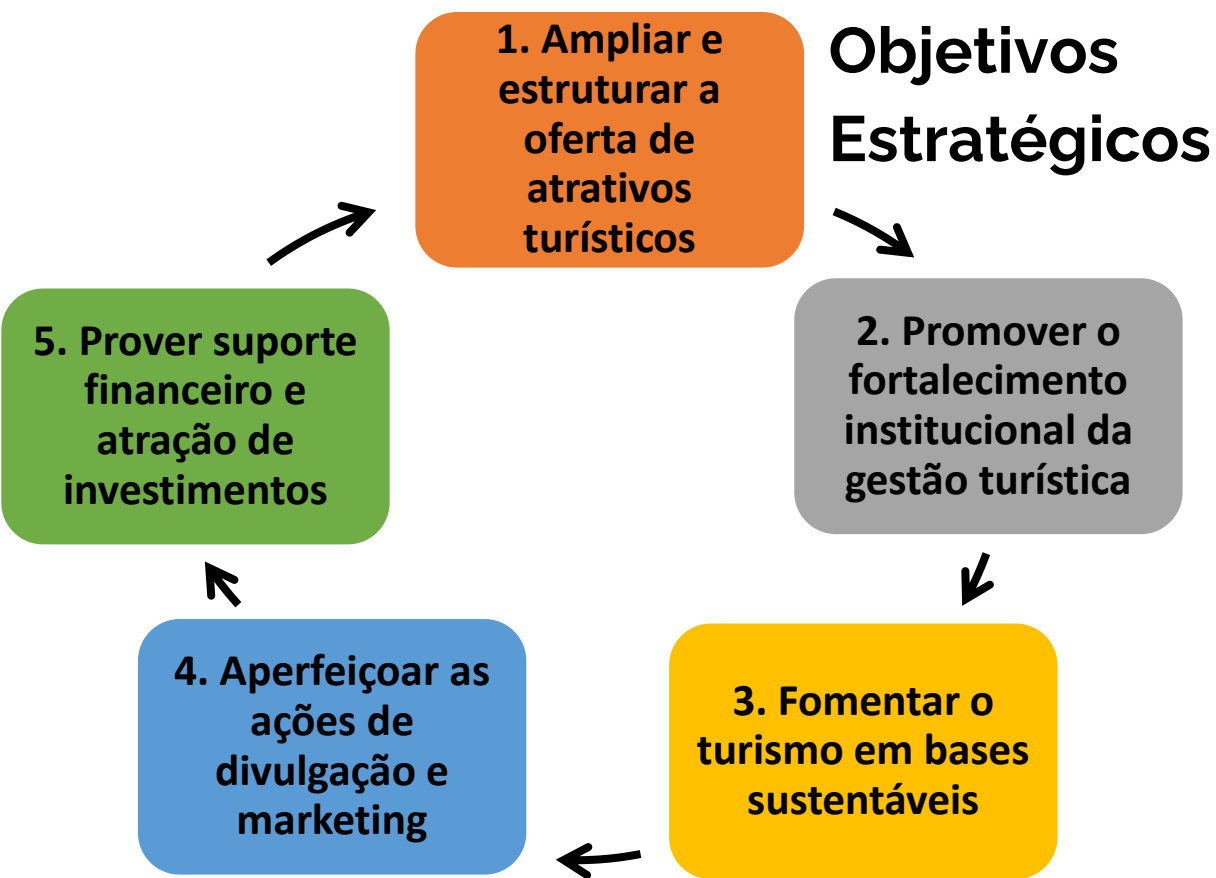 Objetivos
Estratégicos
1. Ampliar e
estruturar a
oferta de
atrativos
turísticos
2. Promover o
fortalecimento
institucional da
gestão turística
3. Fomentar o
turismo em bases
sustentáveis
4. Aperfeiçoar as
ações de
divulgação e
marketing
5. Prover suporte
financeiro e
atração de
investimentos